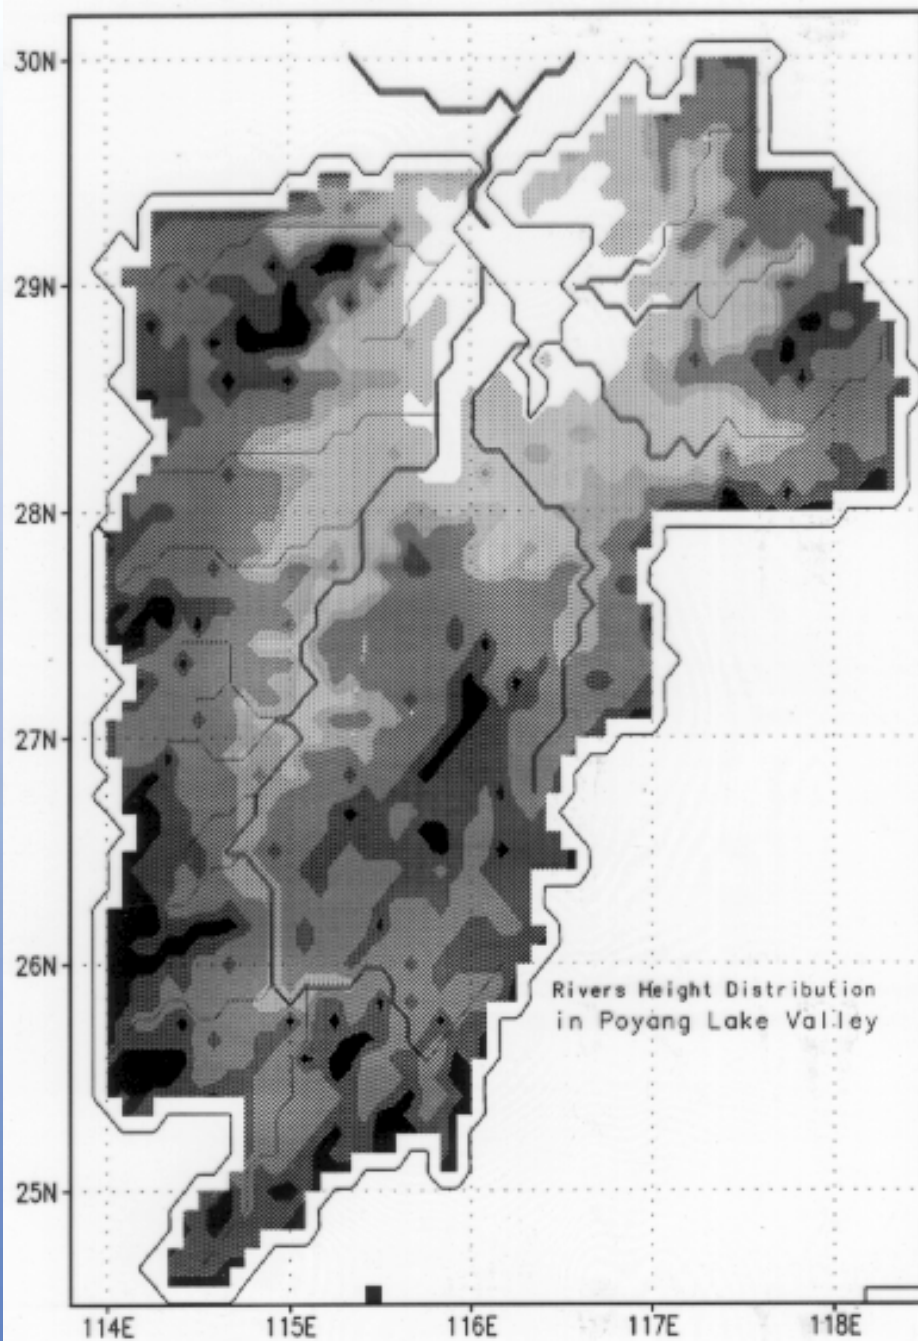 30N
29N
28N
27N
26N
Rivers Height Distribution
in Poyang Lake Valley
25N
114E 115E 116E 117E 118E